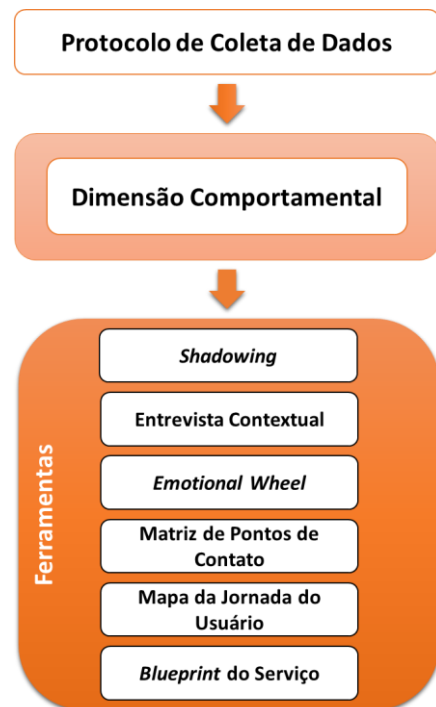 Protocolo de Coleta de Dados
Dimensão Comportamental
Ferramentas
Shadowing
Entrevista Contextual
Emotional Wheel
Matriz de Pontos de
Contato
Mapa da Jornada do
Usuário
Blueprint do Serviço